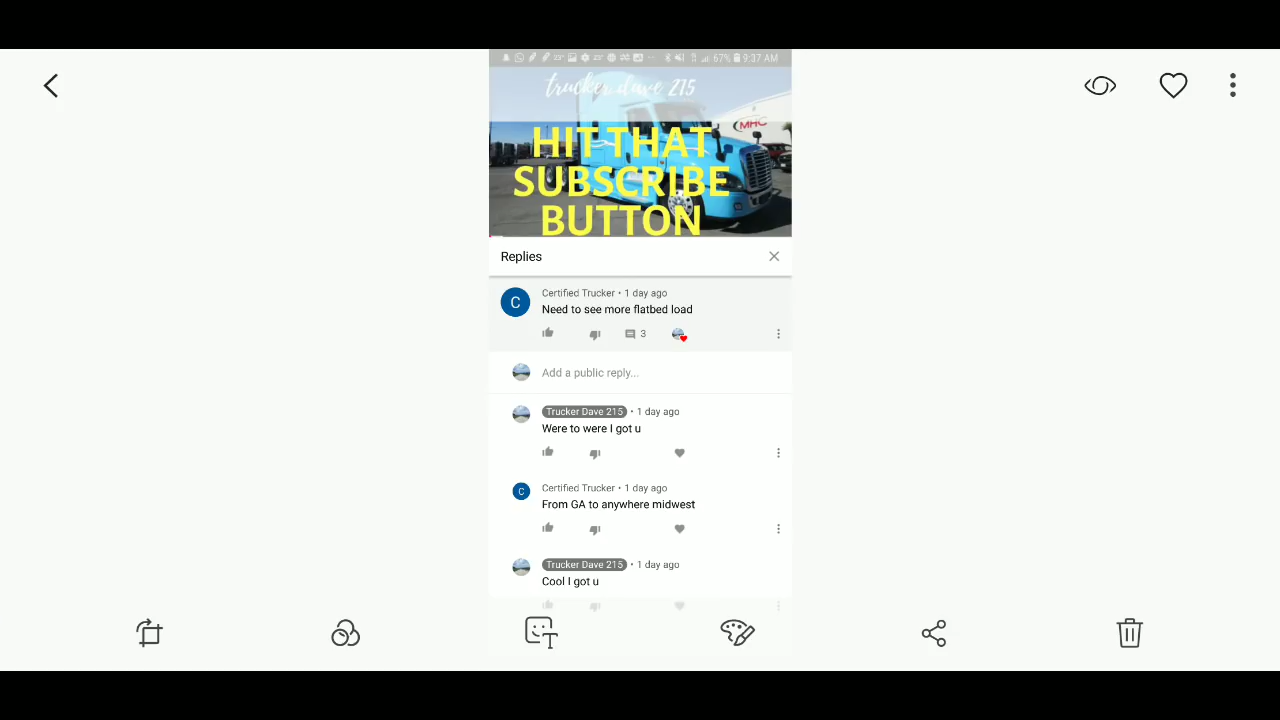 67% 9:37 AM
trucker dave 215
MHC
HIT THAT
SUBSCRIBE
BUTTON
Replies
C
Certified Trucker • 1 day ago
Need to see more flatbed load
3
Add a public reply...
Trucker Dave 215 • 1 day ago
Were to were I got u
C
Certified Trucker • 1 day ago
From GA to anywhere midwest
Trucker Dave 215 • 1 day ago
Cool I got u